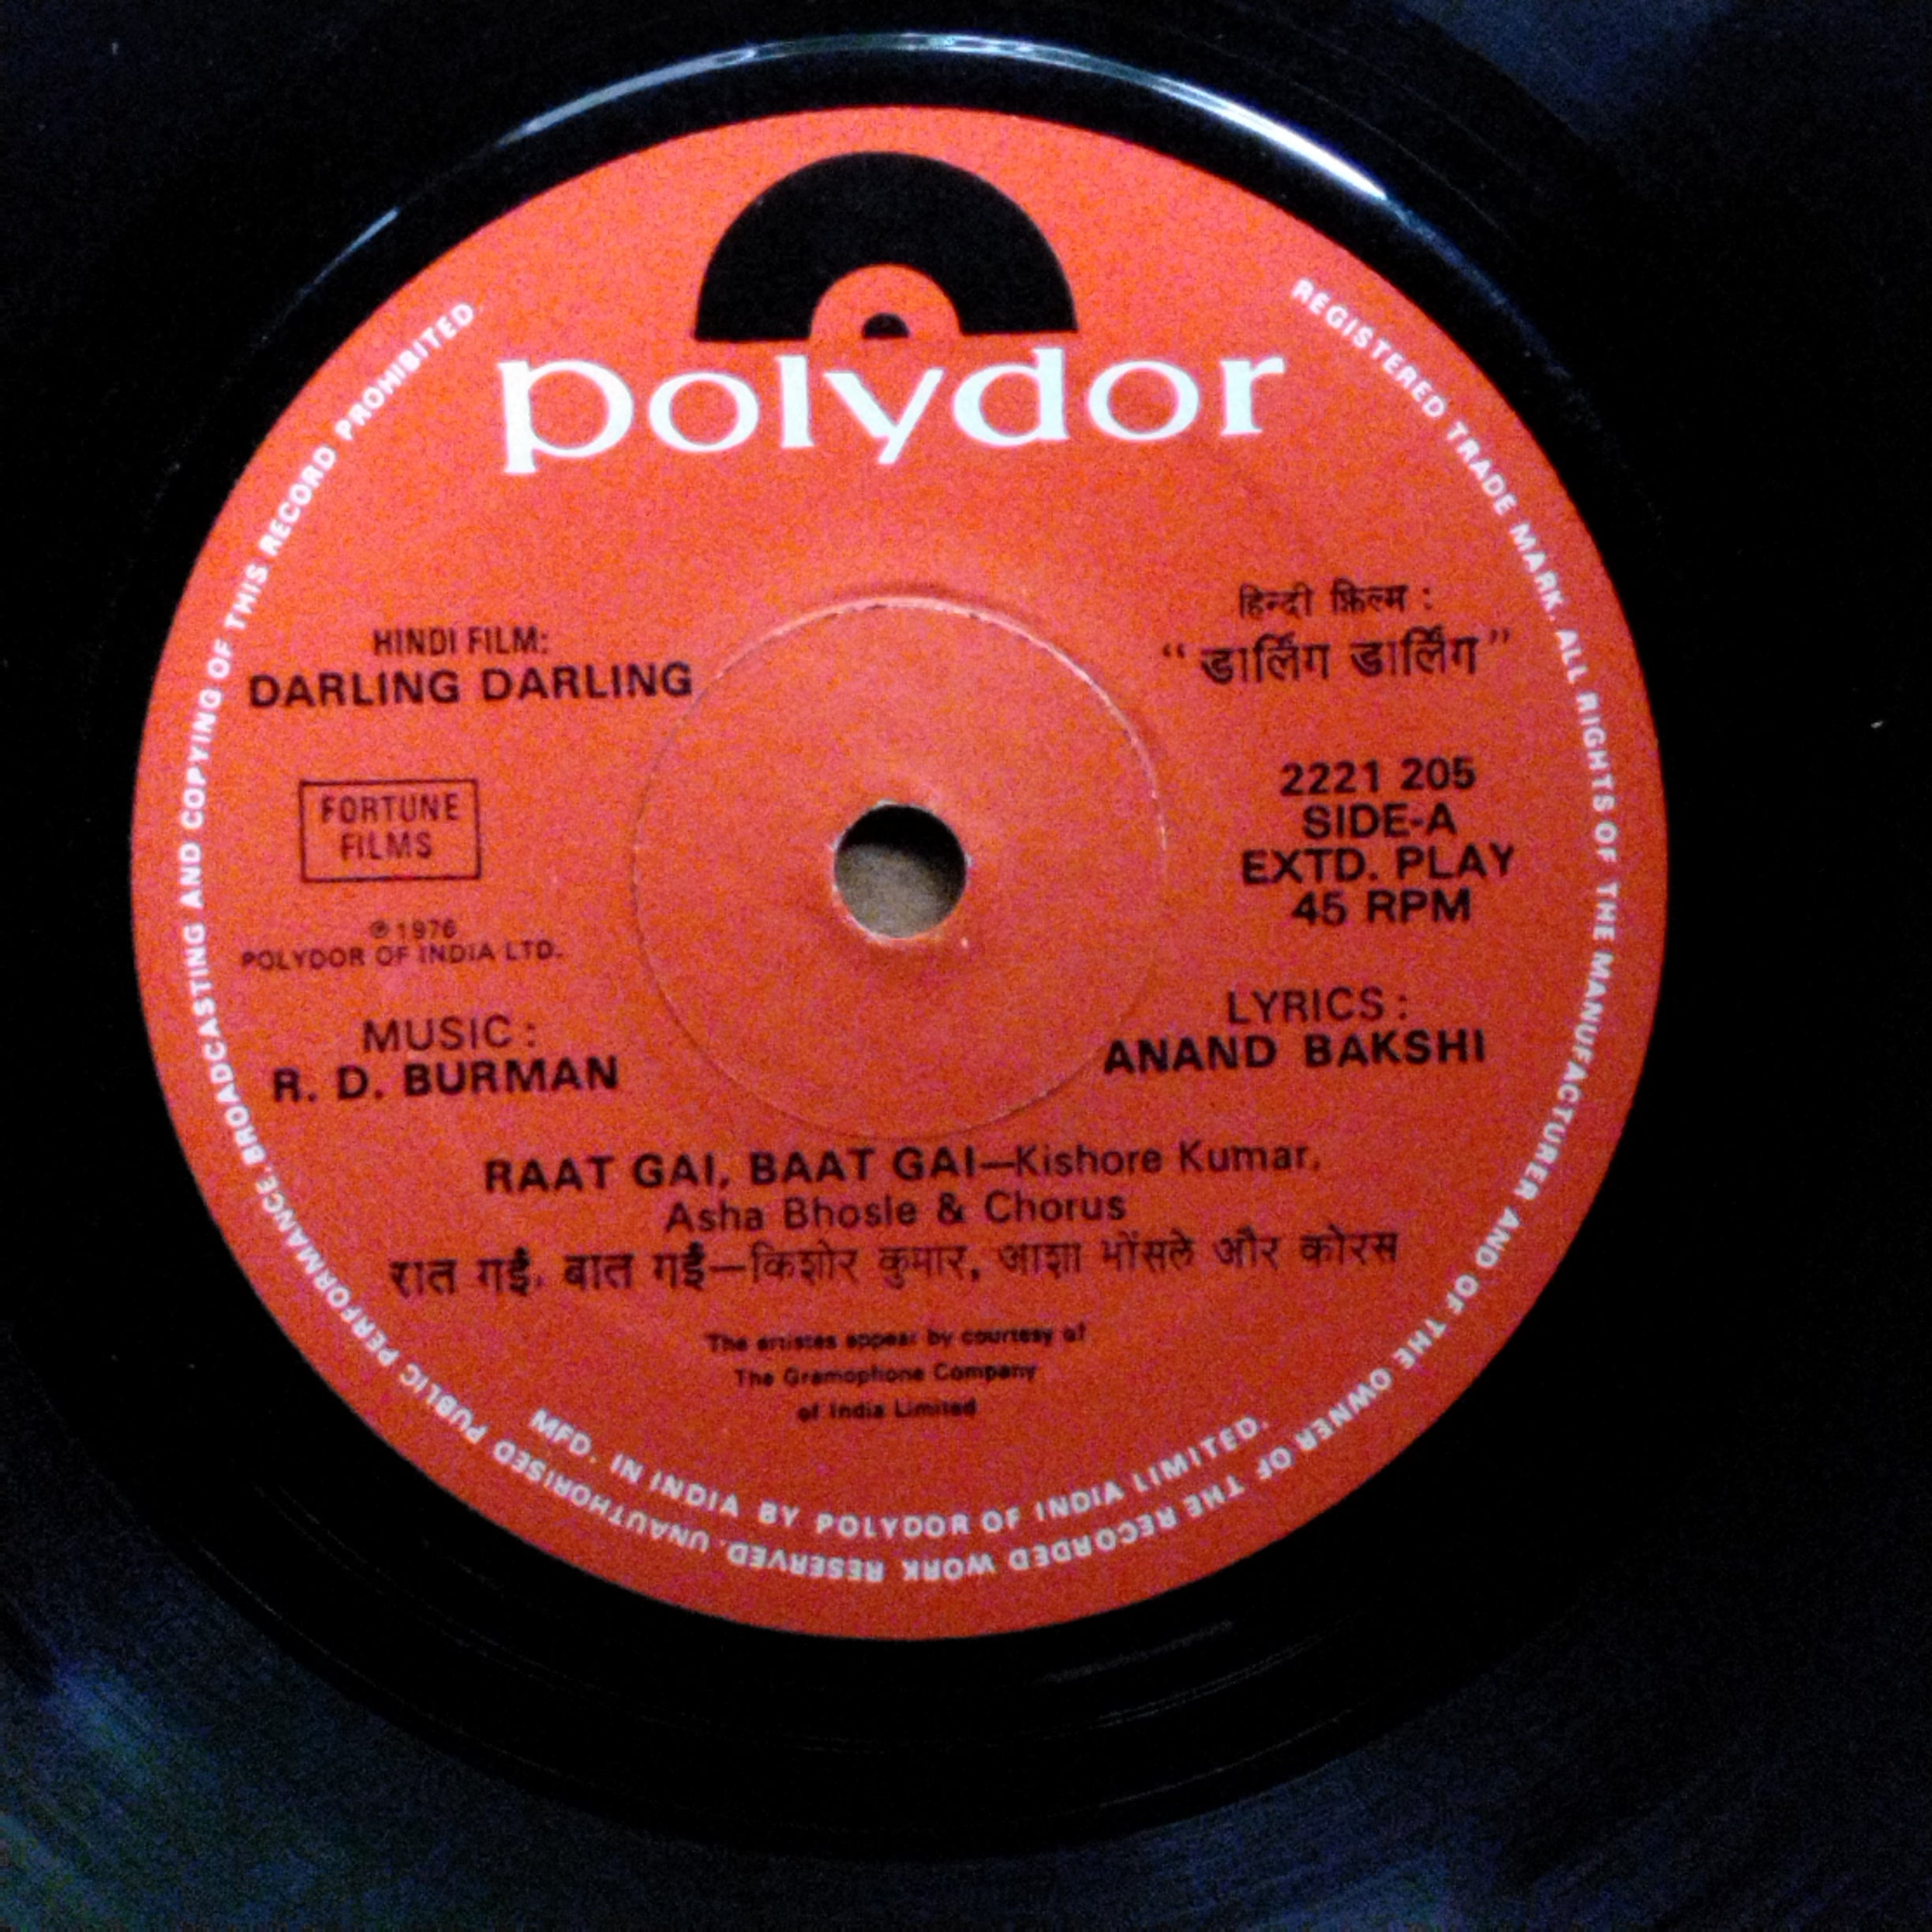 polydor
HINDI FILM:
DARLING DARLING
FORTUNE
FILMS
℗ 1976
POLYDOR OF INDIA LTD.
MUSIC :
R. D. BURMAN
हिन्दी फ़िल्म :
“ डार्लिंग डार्लिंग ”
2221 205
SIDE-A
EXTD. PLAY
45 RPM
LYRICS :
ANAND BAKSHI
RAAT GAI, BAAT GAI—Kishore Kumar,
Asha Bhosle & Chorus
रात गई, बात गई—किशोर कुमार, आशा भोंसले और कोरस
The artistes appear by courtesy of
The Gramophone Company
of India Limited
MFD. IN INDIA BY POLYDOR OF INDIA LIMITED.
REGISTERED TRADE MARK. ALL RIGHTS OF THE MANUFACTURER AND OF THE OWNER OF THE RECORDED WORK RESERVED. UNAUTHORISED PUBLIC PERFORMANCE, BROADCASTING AND COPYING OF THIS RECORD PROHIBITED